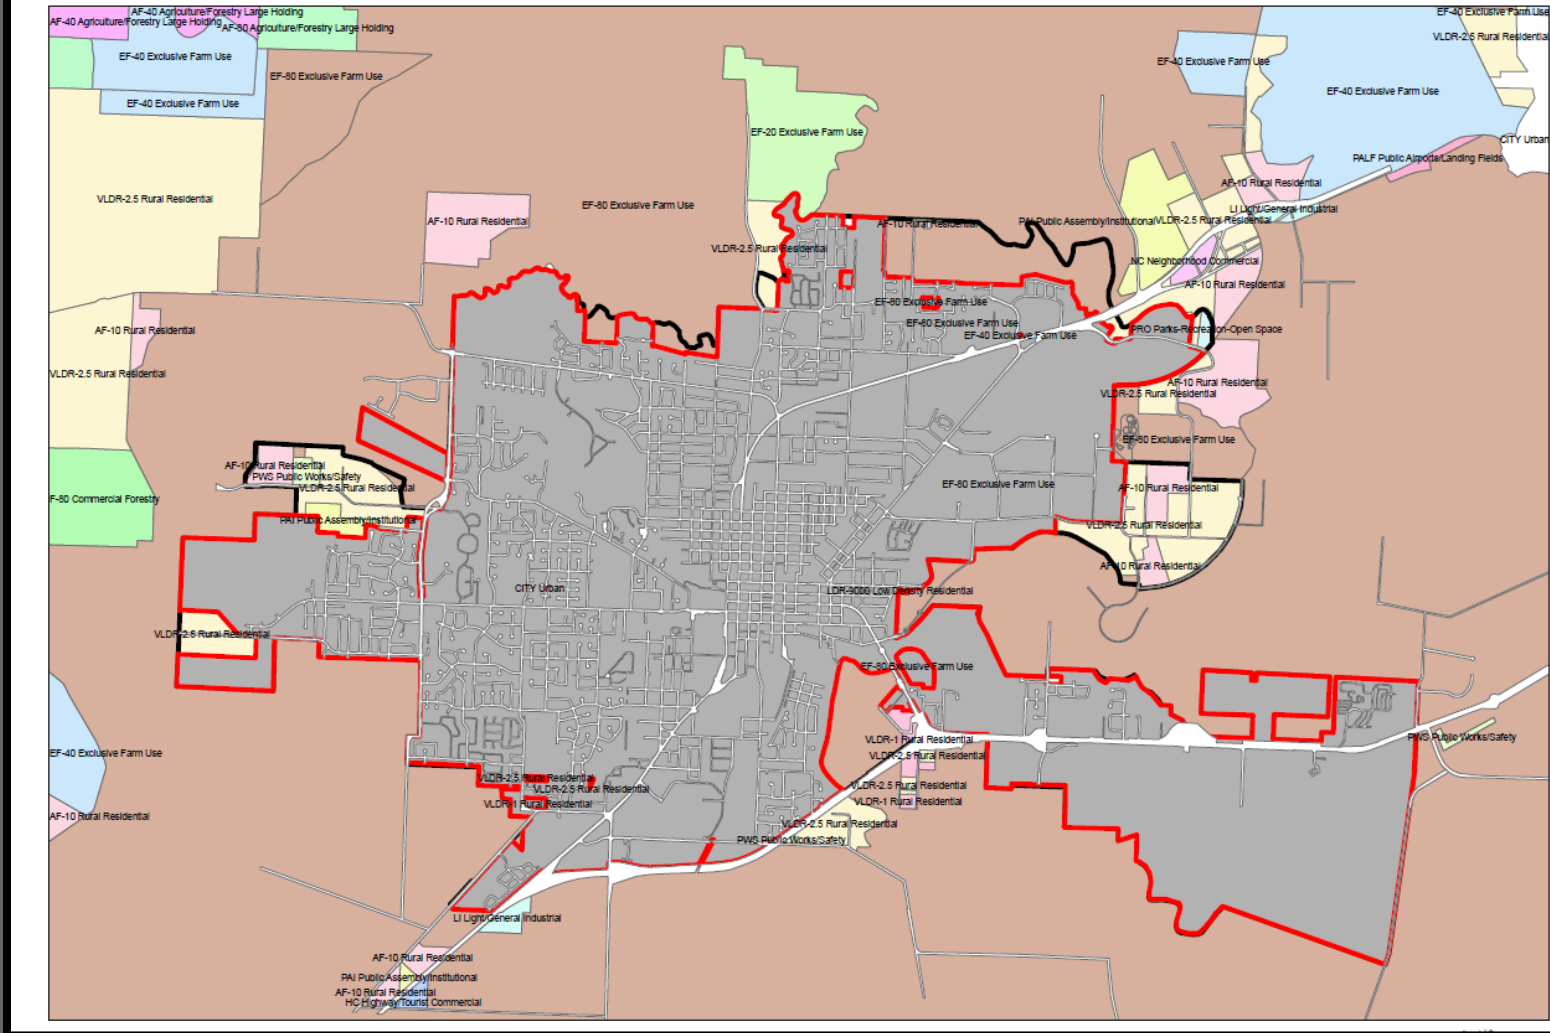 AF-40 Agriculture/Forestry Large Holding
EF-40 Exclusive Farm Use
AF-40 Agriculture/Forestry Large Holding
AF-80 Agriculture/Forestry Large Holding
VLDR-2.5 Rural Residential
EF-40 Exclusive Farm Use
EF-40 Exclusive Farm Use
EF-80 Exclusive Farm Use
EF-40 Exclusive Farm Use
EF-40 Exclusive Farm Use
EF-20 Exclusive Farm Use
CITY Urban
PALF Public Airports/Landing Fields
AF-10 Rural Residential
VLDR-2.5 Rural Residential
EF-80 Exclusive Farm Use
LI Light/General Industrial
AF-10 Rural Residential
AF-10 Rural Residential
PAI Public Assembly/Institutional
VLDR-2.5 Rural Residential
VLDR-2.5 Rural Residential
NC Neighborhood Commercial
AF-10 Rural Residential
EF-80 Exclusive Farm Use
EF-80 Exclusive Farm Use
AF-10 Rural Residential
PRO Parks-Recreation-Open Space
EF-40 Exclusive Farm Use
VLDR-2.5 Rural Residential
AF-10 Rural Residential
VLDR-2.5 Rural Residential
EF-80 Exclusive Farm Use
AF-10 Rural Residential
PWS Public Works/Safety
EF-80 Exclusive Farm Use
VLDR-2.5 Rural Residential
AF-10 Rural Residential
F-80 Commercial Forestry
PAI Public Assembly/Institutional
VLDR-2.5 Rural Residential
AF-10 Rural Residential
CITY Urban
LDR-9000 Low Density Residential
VLDR-2.5 Rural Residential
EF-80 Exclusive Farm Use
PWS Public Works/Safety
VLDR-1 Rural Residential
EF-40 Exclusive Farm Use
VLDR-2.5 Rural Residential
VLDR-2.5 Rural Residential
VLDR-2.5 Rural Residential
VLDR-2.5 Rural Residential
VLDR-1 Rural Residential
VLDR-1 Rural Residential
AF-10 Rural Residential
VLDR-2.5 Rural Residential
PWS Public Works/Safety
LI Light/General Industrial
AF-10 Rural Residential
PAI Public Assembly/Institutional
AF-10 Rural Residential
HC Highway/Tourist Commercial